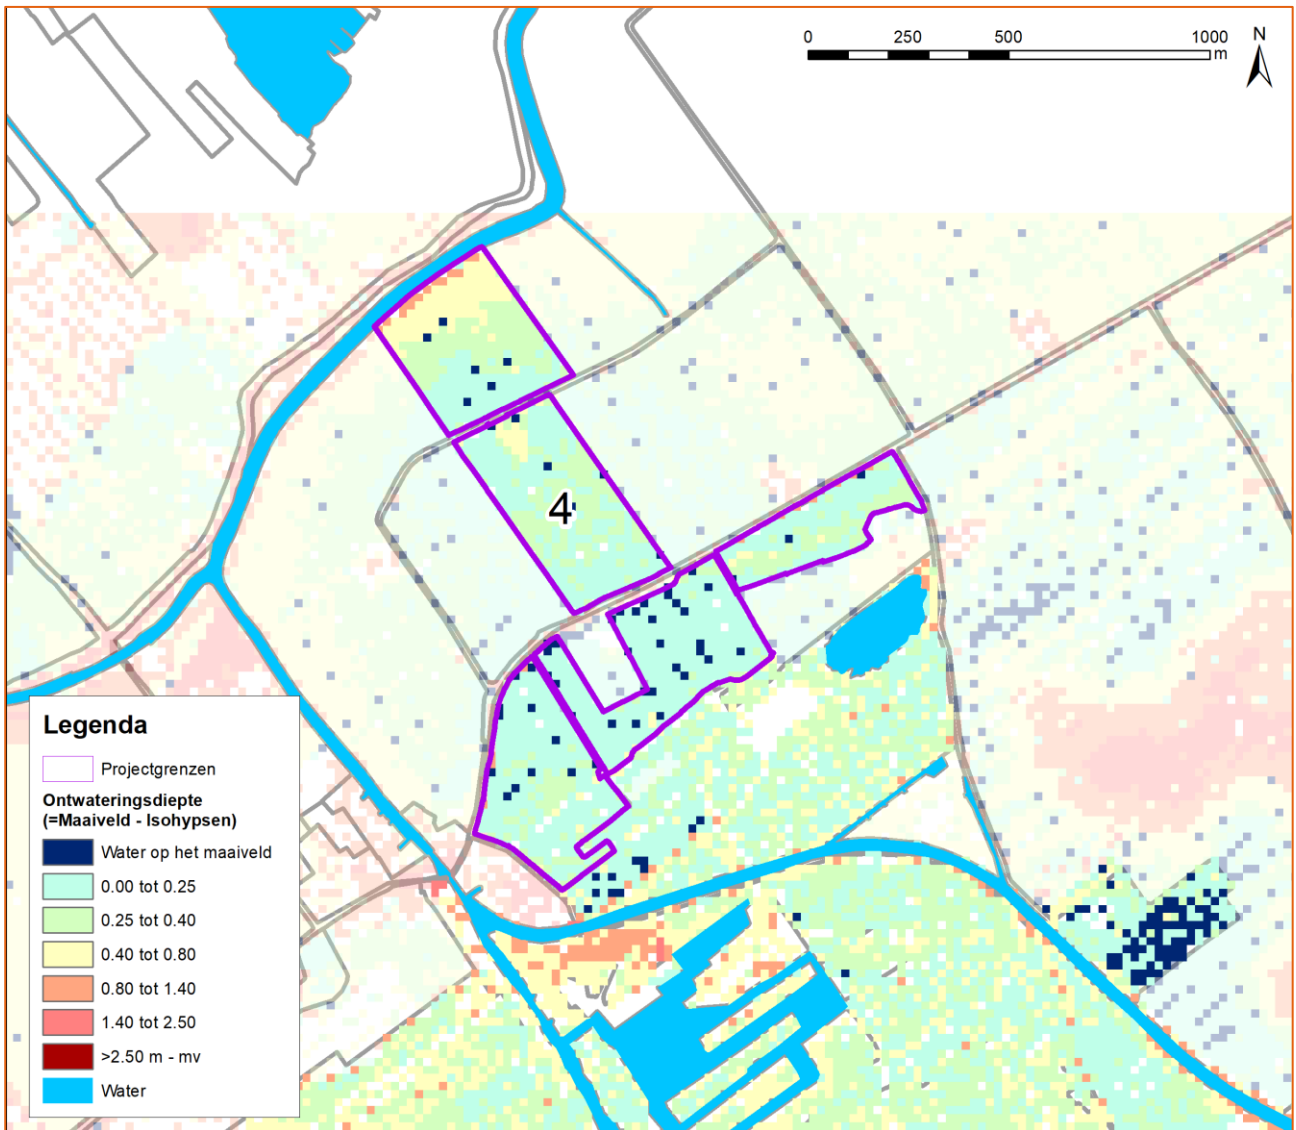 0 250 500 1000
m
N
4
Legenda
Projectgrenzen
Ontwateringsdiepte
(=Maaiveld - Isohypsen)
Water op het maaiveld
0.00 tot 0.25
0.25 tot 0.40
0.40 tot 0.80
0.80 tot 1.40
1.40 tot 2.50
>2.50 m - mv
Water